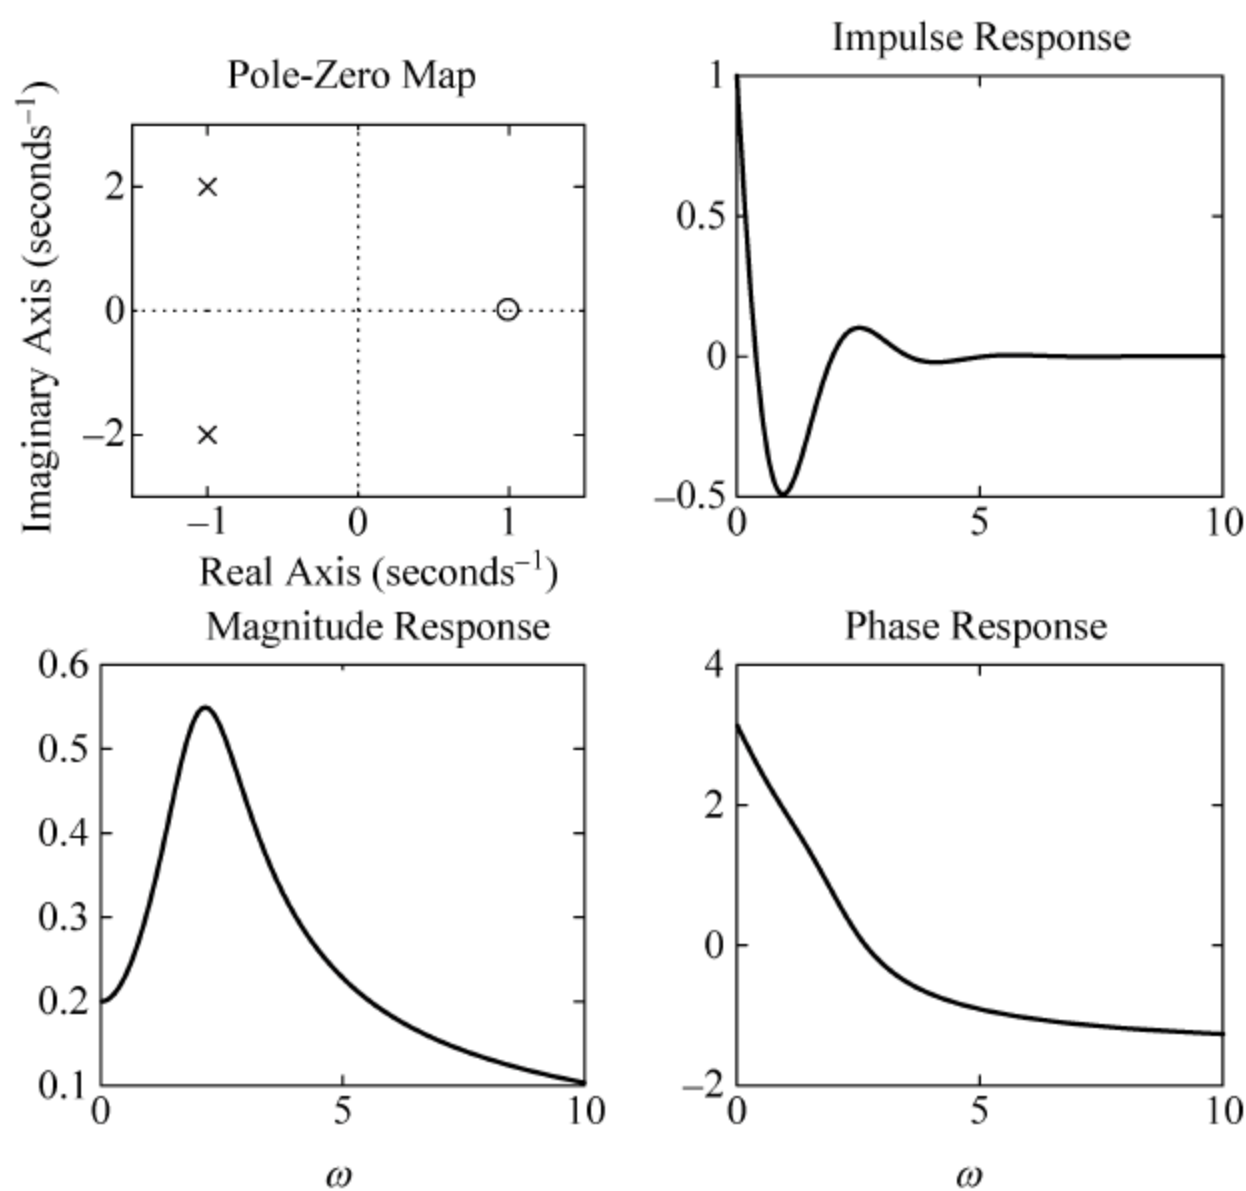 Pole-Zero Map
Imaginary Axis (seconds⁻¹)
2
0
−2
−1 0 1
Real Axis (seconds⁻¹)
Impulse Response
1
0.5
0
−0.5
0 5 10
Magnitude Response
0.6
0.5
0.4
0.3
0.2
0.1
0 5 10
ω
Phase Response
4
2
0
−2
0 5 10
ω